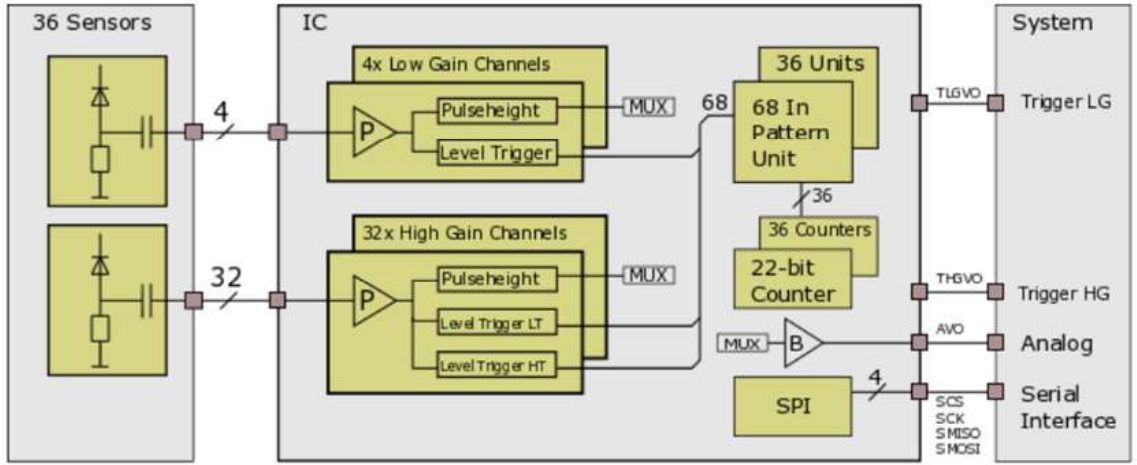 36 Sensors
4
32
IC
4x Low Gain Channels
P
Pulseheight
Level Trigger
MUX
32x High Gain Channels
P
Pulseheight
Level Trigger LT
Level Trigger HT
MUX
68
36 Units
68 In
Pattern
Unit
36
36 Counters
22-bit
Counter
MUX
B
SPI
4
System
TLGVO
Trigger LG
THGVO
Trigger HG
AVO
Analog
SCS
SCK
SMISO
SMOSI
Serial
Interface